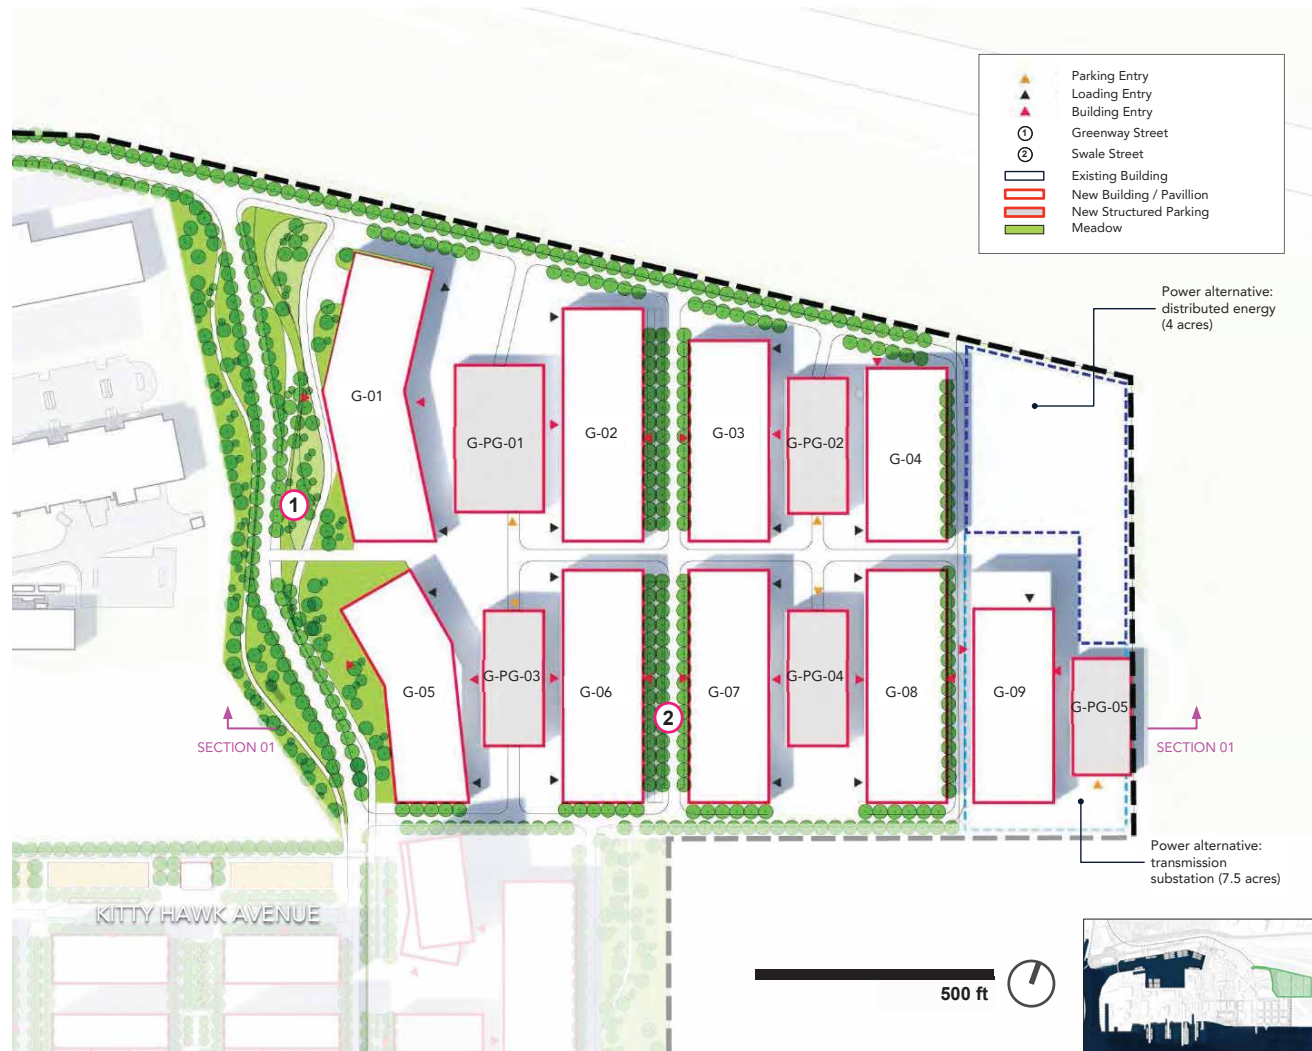 Parking Entry
Loading Entry
Building Entry
1 Greenway Street
2 Swale Street
Existing Building
New Building / Pavillion
New Structured Parking
Meadow
Power alternative:
distributed energy
(4 acres)
G-01
G-PG-01
G-02
G-03
G-PG-02
G-04
1
G-05
G-PG-03
G-06
G-07
G-PG-04
G-08
G-09
G-PG-05
2
SECTION 01
SECTION 01
Power alternative:
transmission
substation (7.5 acres)
KITTY HAWK AVENUE
500 ft